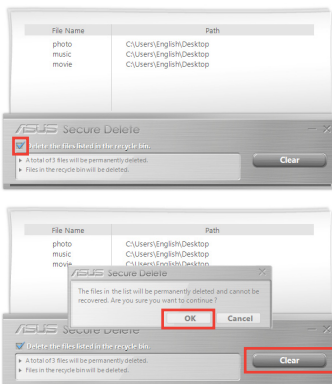 File Name Path
photo C:\Users\English\Desktop
music C:\Users\English\Desktop
movie C:\Users\English\Desktop
ASUS Secure Delete
Delete the files listed in the recycle bin.
A total of 3 files will be permanently deleted.
Files in the recycle bin will be deleted.
Clear
File Name Path
photo C:\Users\English\Desktop
music C:\Users\English\Desktop
movie C:\Users\English\Desktop
ASUS Secure Delete
The files in the list will be permanently deleted and cannot be
recovered. Are you sure you want to continue ?
OK Cancel
ASUS Secure Delete
Delete the files listed in the recycle bin.
A total of 3 files will be permanently deleted.
Files in the recycle bin will be deleted.
Clear